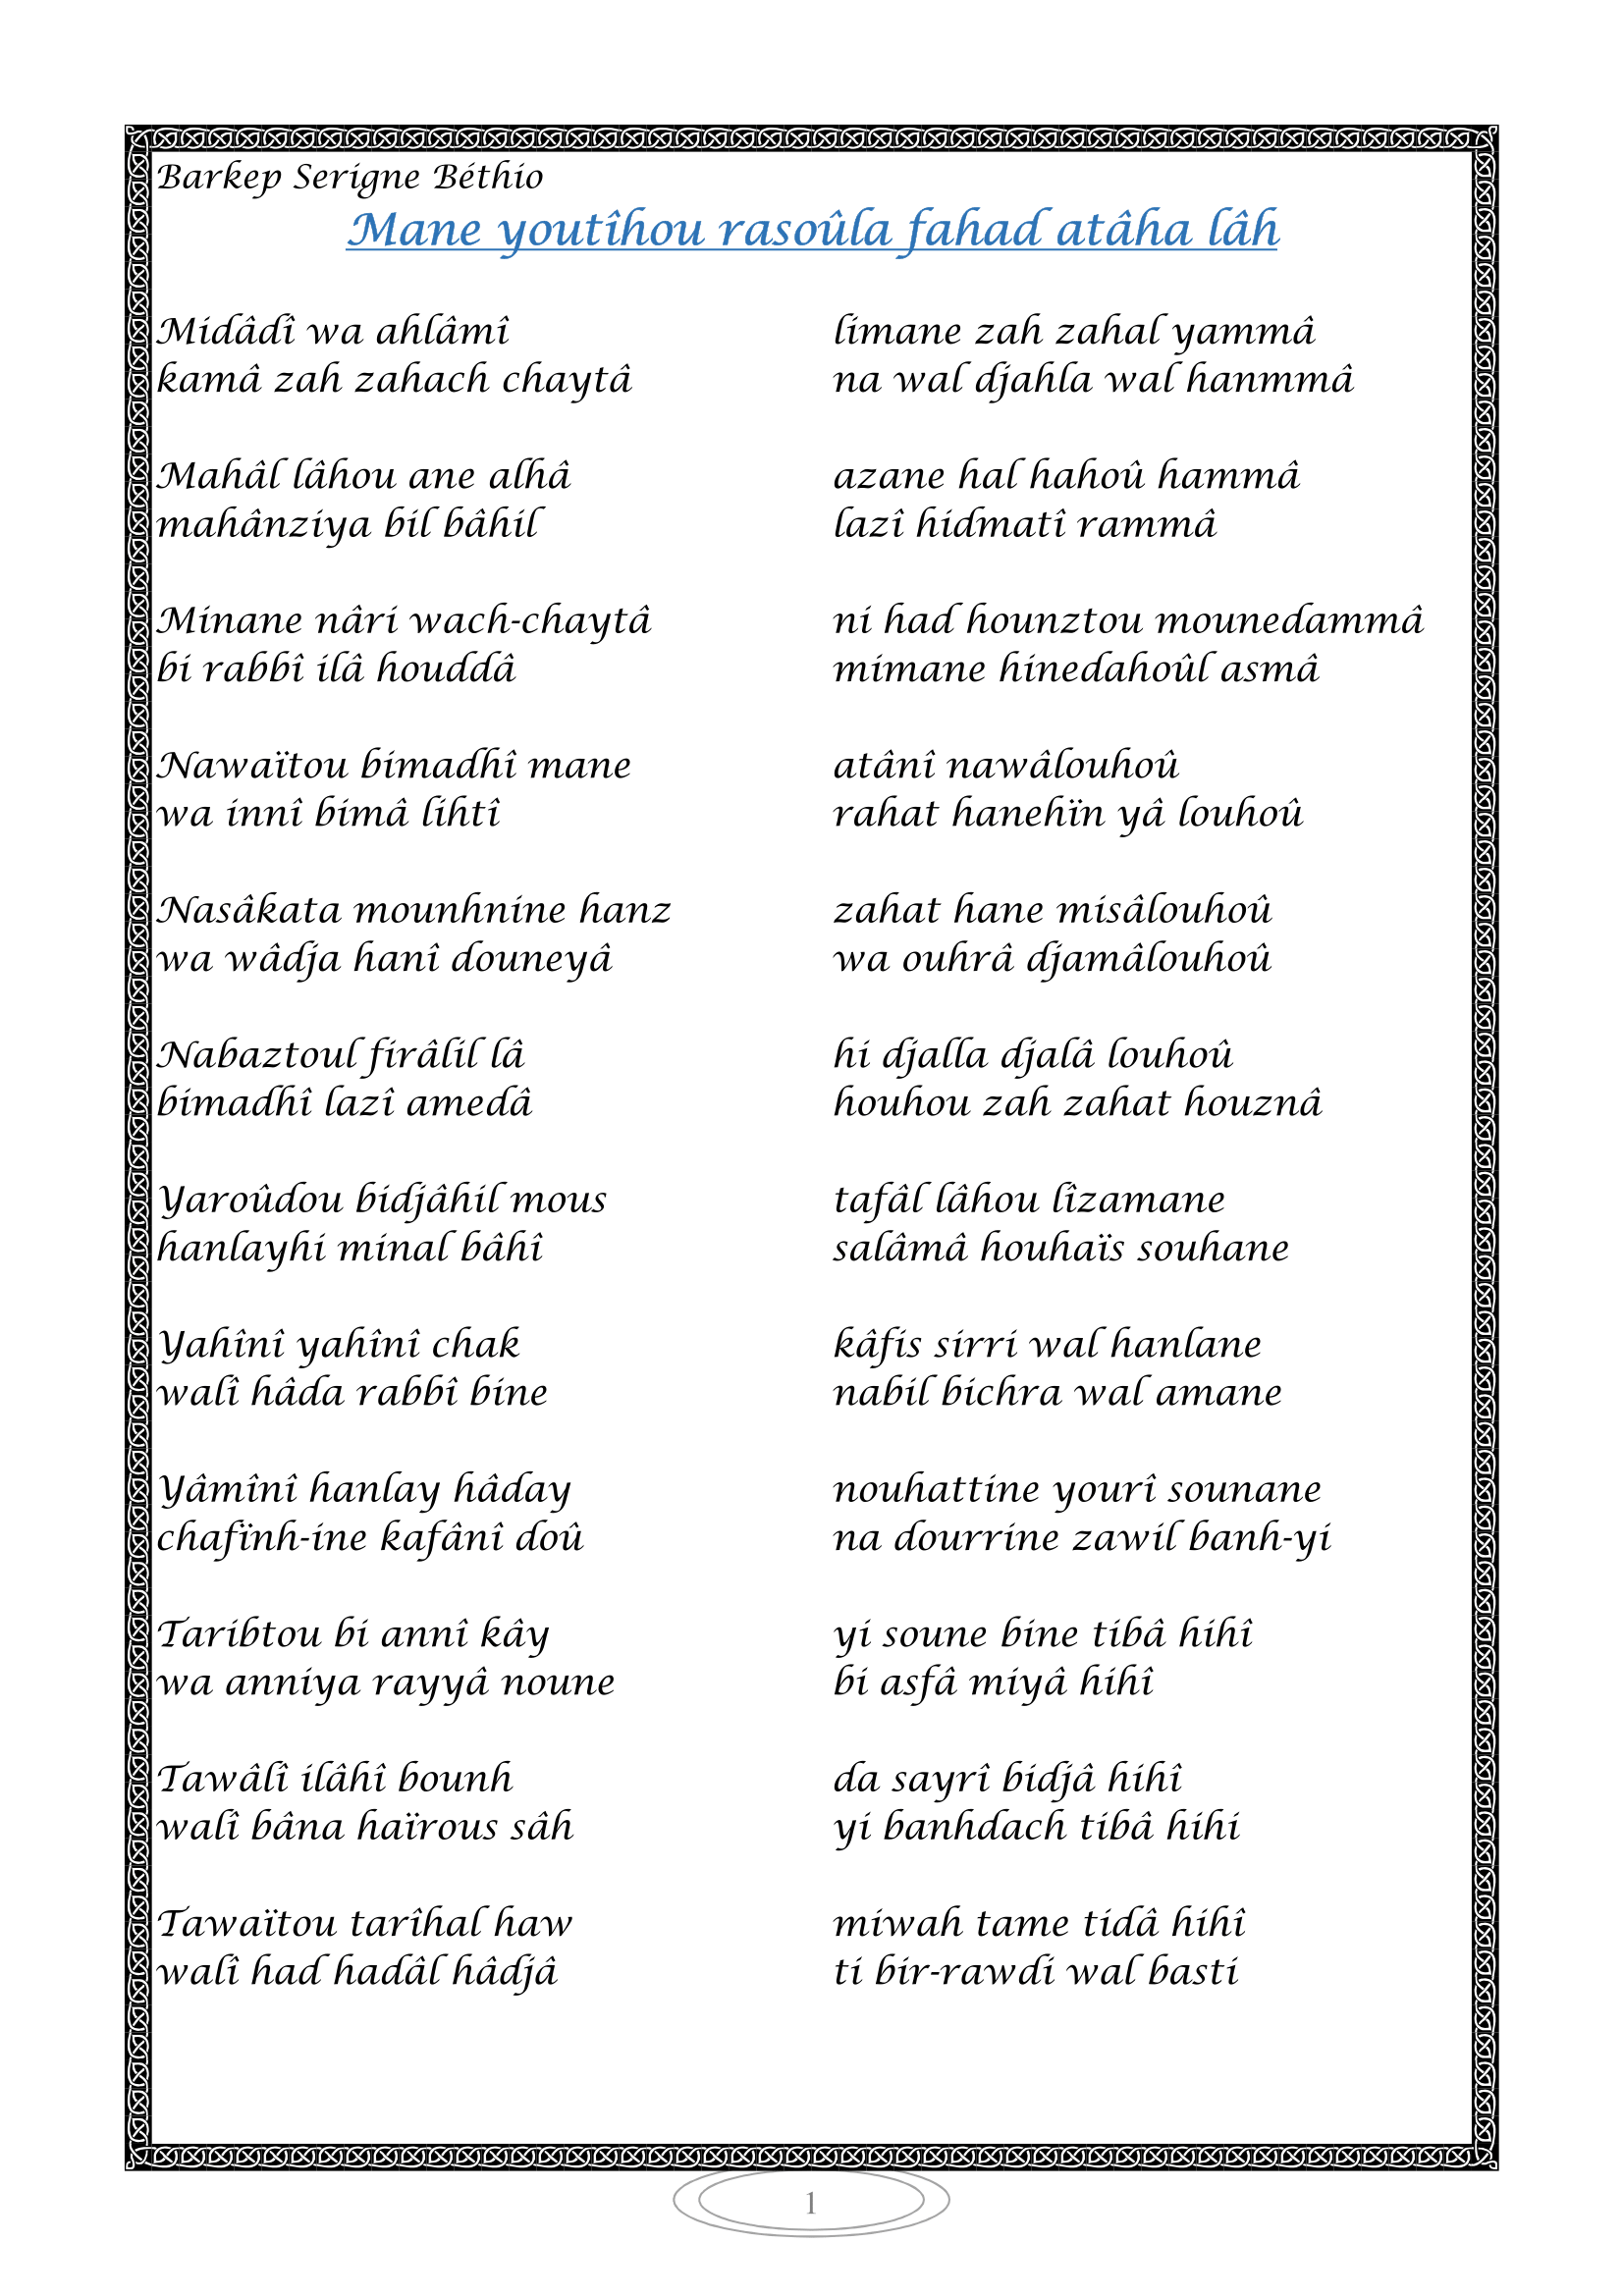 Barkep Serigne Béthio
Mane youtîhou rasoûla fahad atâha lâh
Midâdî wa ahlâmî limane zah zahal yammâ
kamâ zah zahach chaytâ na wal djahla wal hanmmâ
Mahâl lâhou ane alhâ azane hal hahoû hammâ
mahânziya bil bâhil lazî hidmatî rammâ
Minane nâri wach-chaytâ ni had hounztou mounedammâ
bi rabbî ilâ houddâ mimane hinedahoûl asmâ
Nawaïtou bimadhî mane atânî nawâlouhoû
wa innî bimâ lihtî rahat hanehïn yâ louhoû
Nasâkata mounhnine hanz zahat hane misâlouhoû
wa wâdja hanî douneyâ wa ouhrâ djamâlouhoû
Nabaztoul firâlil lâ hi djalla djalâ louhoû
bimadhî lazî amedâ houhou zah zahat houznâ
Yaroûdou bidjâhil mous tafâl lâhou lîzamane
hanlayhi minal bâhî salâmâ houhaïs souhane
Yahînî yahînî chak kâfis sirri wal hanlane
walî hâda rabbî bine nabil bichra wal amane
Yâmînî hanlay hâday nouhattine yourî sounane
chafïnh-ine kafânî doû na dourrine zawil banh-yi
Taribtou bi annî kây yi soune bine tibâ hihî
wa anniya rayyâ noune bi asfâ miyâ hihî
Tawâlî ilâhî bounh da sayrî bidjâ hihî
walî bâna haïrous sâh yi banhdach tibâ hihi
Tawaïtou tarîhal haw miwah tame tidâ hihî
walî had hadâl hâdjâ ti bir-rawdi wal basti
1